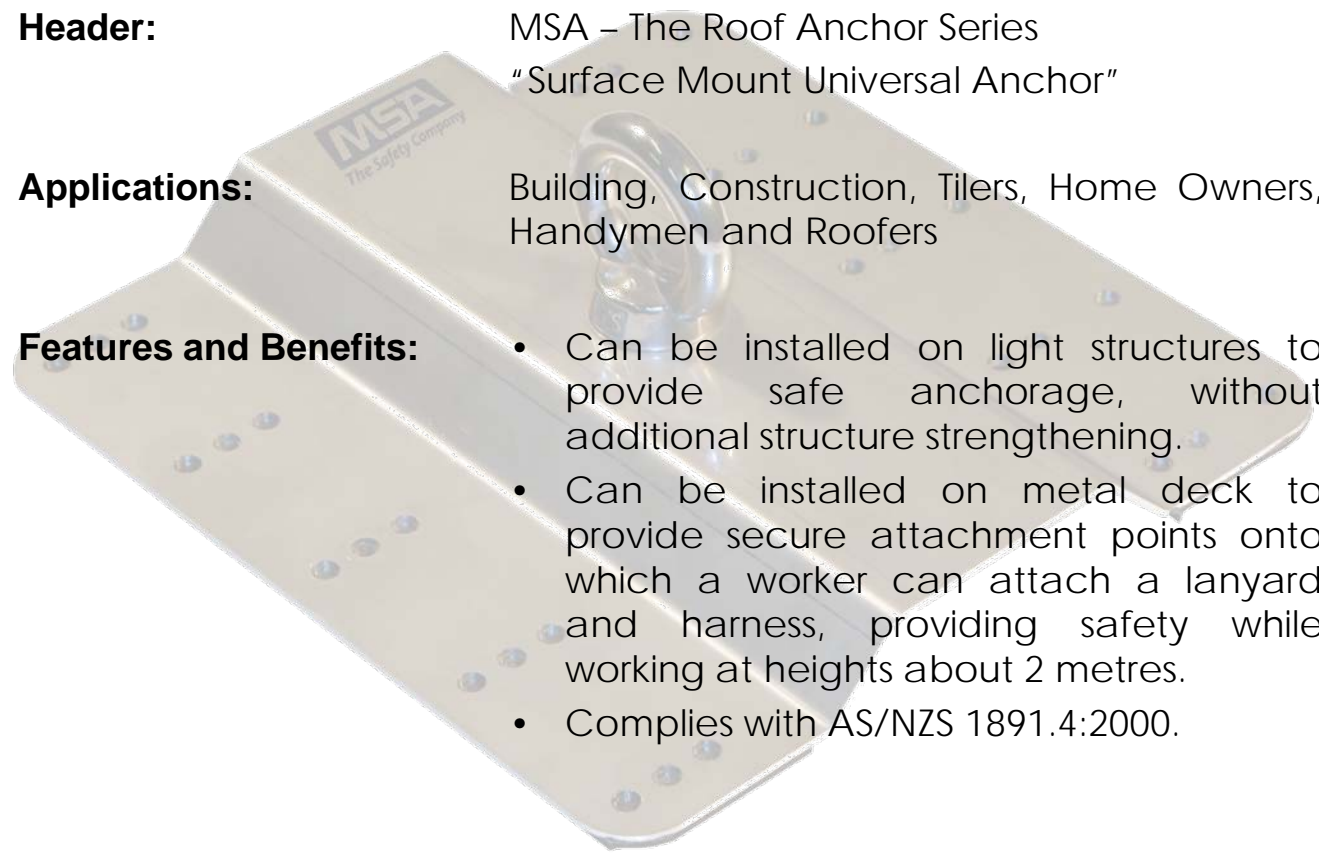 Header: MSA – The Roof Anchor Series
"Surface Mount Universal Anchor"
MSA
The Safety Company
Applications: Building, Construction, Tilers, Home Owners,
Handymen and Roofers
Features and Benefits: • Can be installed on light structures to
provide safe anchorage, without
additional structure strengthening.
• Can be installed on metal deck to
provide secure attachment points onto
which a worker can attach a lanyard
and harness, providing safety while
working at heights about 2 metres.
• Complies with AS/NZS 1891.4:2000.